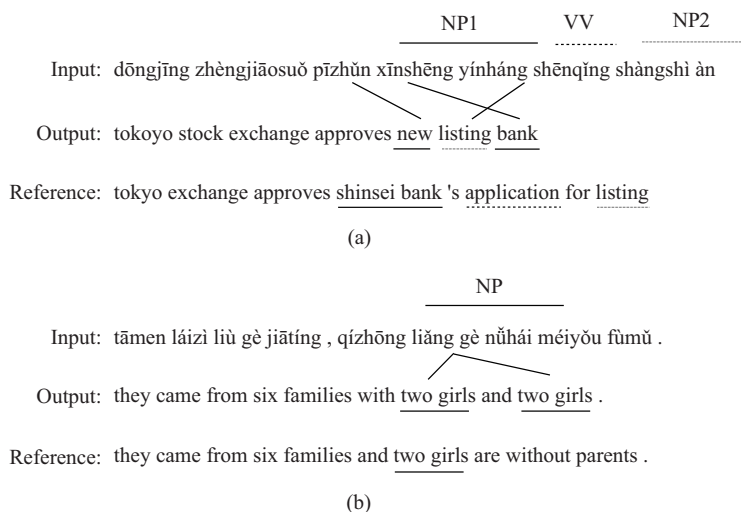 NP1 VV NP2
Input: dōngjīng zhèngjiāosuǒ pīzhǔn xīnshēng yínháng shēnqǐng shàngshì àn
Output: tokoyo stock exchange approves new listing bank
Reference: tokyo exchange approves shinsei bank 's application for listing
(a)
NP
Input: tāmen láizì liù gè jiātíng , qízhōng liǎng gè nǚhái méiyǒu fùmǔ .
Output: they came from six families with two girls and two girls .
Reference: they came from six families and two girls are without parents .
(b)